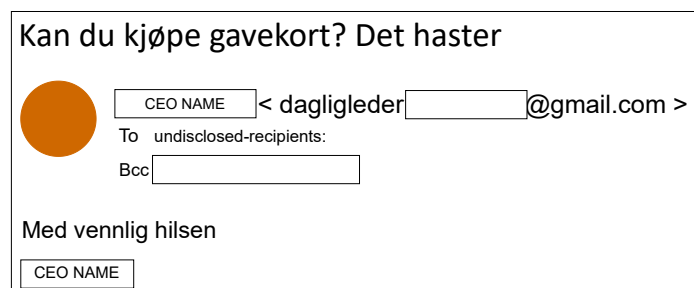 Kan du kjøpe gavekort? Det haster
CEO NAME < dagligleder @gmail.com >
To undisclosed-recipients:
Bcc
Med vennlig hilsen
CEO NAME